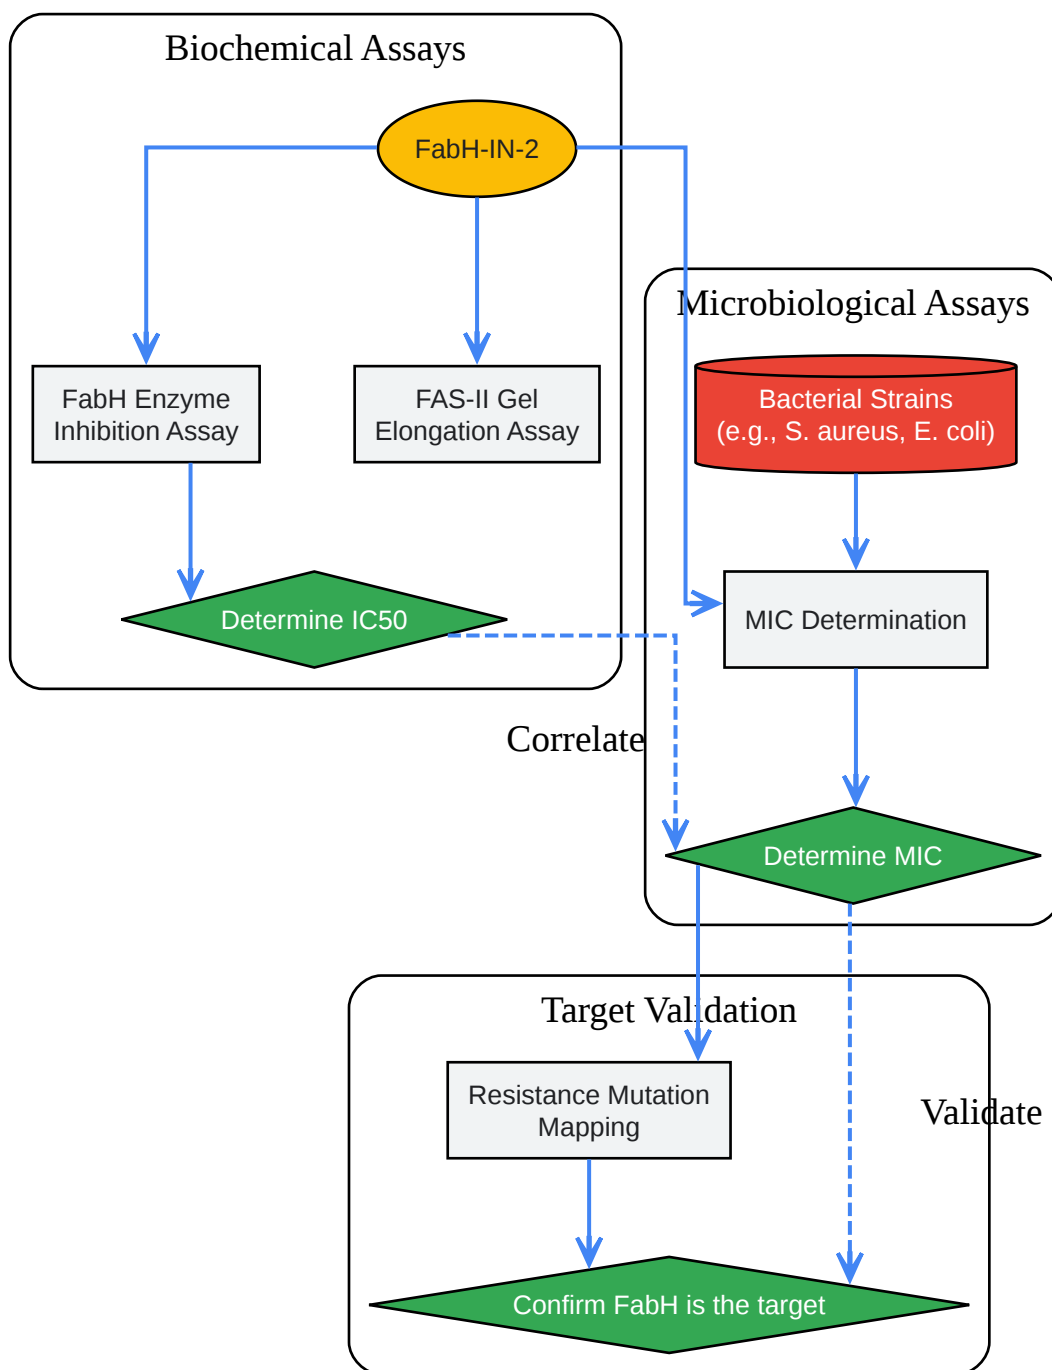 Biochemical Assays
FabH-IN-2
FabH Enzyme
Inhibition Assay
FAS-II Gel
Elongation Assay
Determine IC50
Microbiological Assays
Bacterial Strains
(e.g., S. aureus, E. coli)
MIC Determination
Correlate
Determine MIC
Target Validation
Resistance Mutation
Mapping
Validate
Confirm FabH is the target